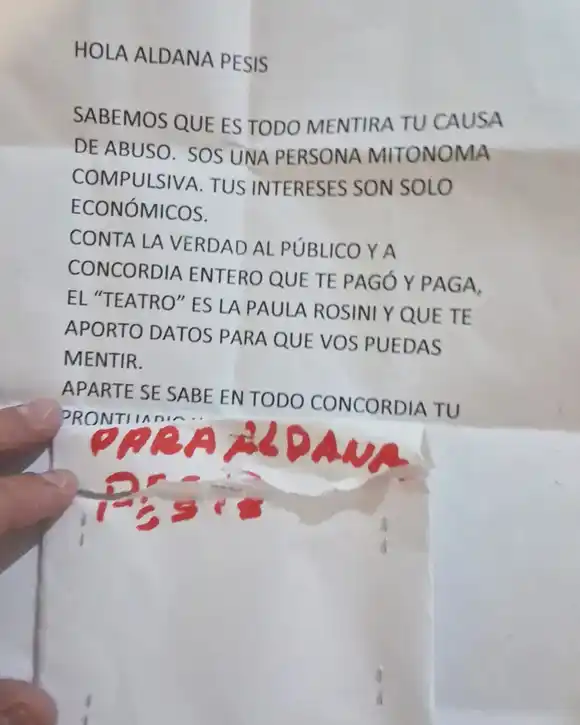 HOLA ALDANA PESIS
SABEMOS QUE ES TODO MENTIRA TU CAUSA
DE ABUSO. SOS UNA PERSONA MITONOMA
COMPULSIVA. TUS INTERESES SON SOLO
ECONÓMICOS.
CONTA LA VERDAD AL PÚBLICO Y A
CONCORDIA ENTERO QUE TE PAGÓ Y PAGA,
EL “TEATRO” ES LA PAULA ROSINI Y QUE TE
APORTO DATOS PARA QUE VOS PUEDAS
MENTIR.
APARTE SE SABE EN TODO CONCORDIA TU
PARA ALDANA
PESIS